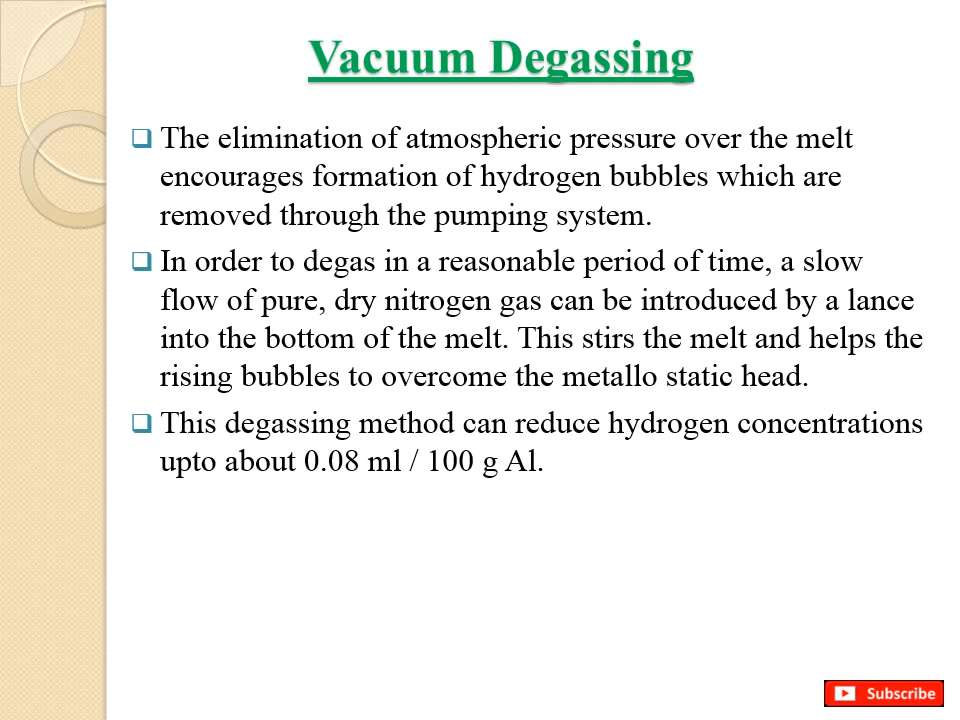 Vacuum Degassing
The elimination of atmospheric pressure over the melt
encourages formation of hydrogen bubbles which are
removed through the pumping system.
In order to degas in a reasonable period of time, a slow
flow of pure, dry nitrogen gas can be introduced by a lance
into the bottom of the melt. This stirs the melt and helps the
rising bubbles to overcome the metallo static head.
This degassing method can reduce hydrogen concentrations
upto about 0.08 ml / 100 g Al.
Subscribe